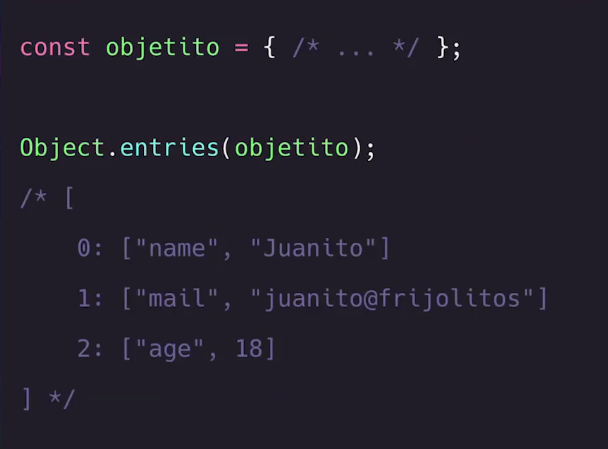 const objetito = { /* ... */ };
Object.entries(objetito);
/* [
0: ["name", "Juanito"]
1: ["mail", "juanito@frijolitos"]
2: ["age", 18]
] */